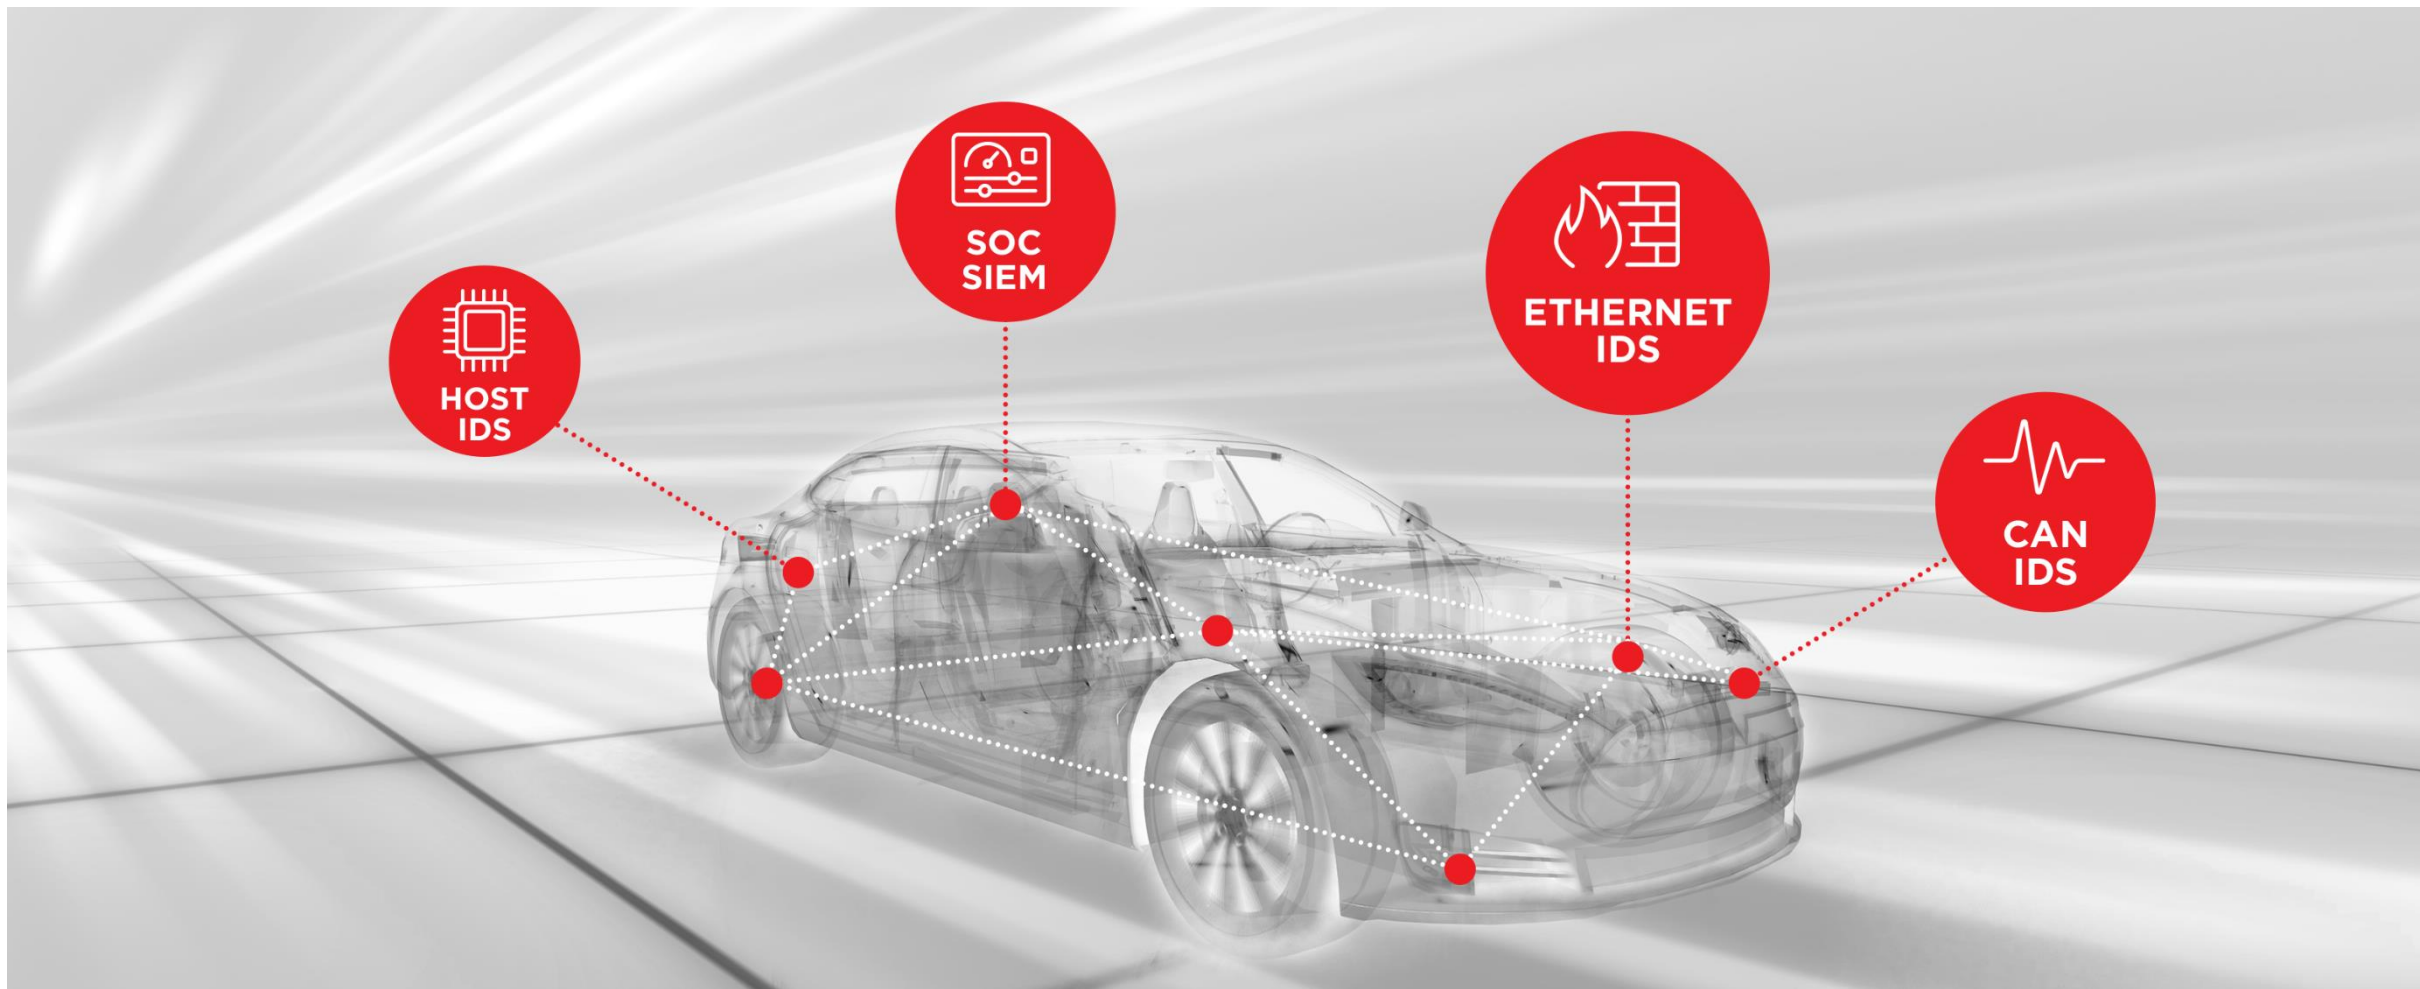 HOST
IDS
SOC
SIEM
ETHERNET
IDS
CAN
IDS